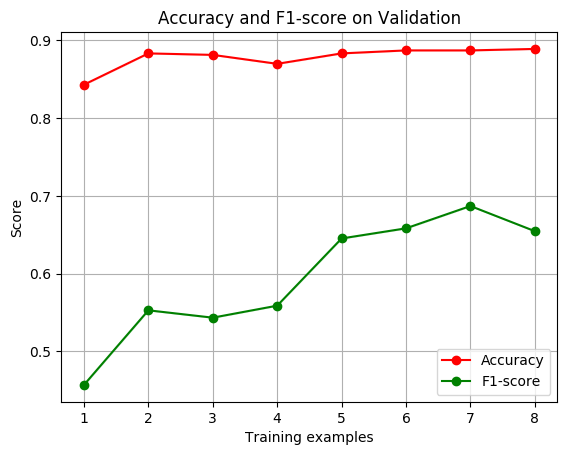 Accuracy and F1-score on Validation
0.9
0.8
0.7
0.6
0.5
Score
1 2 3 4 5 6 7 8
Training examples
Accuracy
F1-score